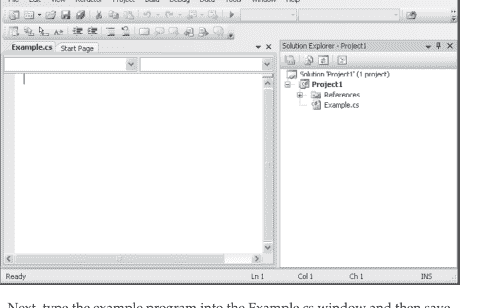 File Edit View Refactor Project Build Debug Data Tools Window Help
Example.cs Start Page
Solution Explorer - Project1
Solution 'Project1' (1 project)
Project1
References
Example.cs
Ready Ln 1 Col 1 Ch 1 INS
Next, type the example program into the Example.cs window and then save